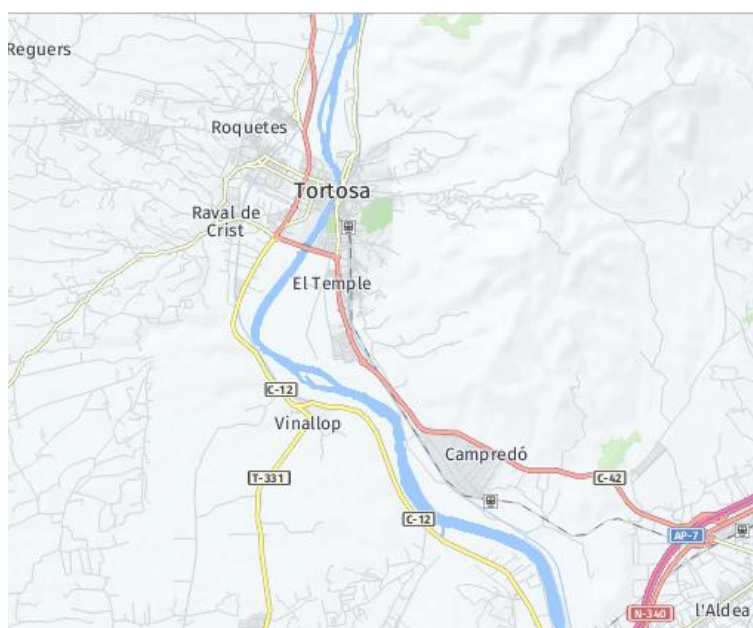 Reguers
Roquetes
Tortosa
Raval de
Crist
El Temple
C-12
Vinallop
Campredó
T-331
C-42
C-12
AP-7
N-340
l'Aldea